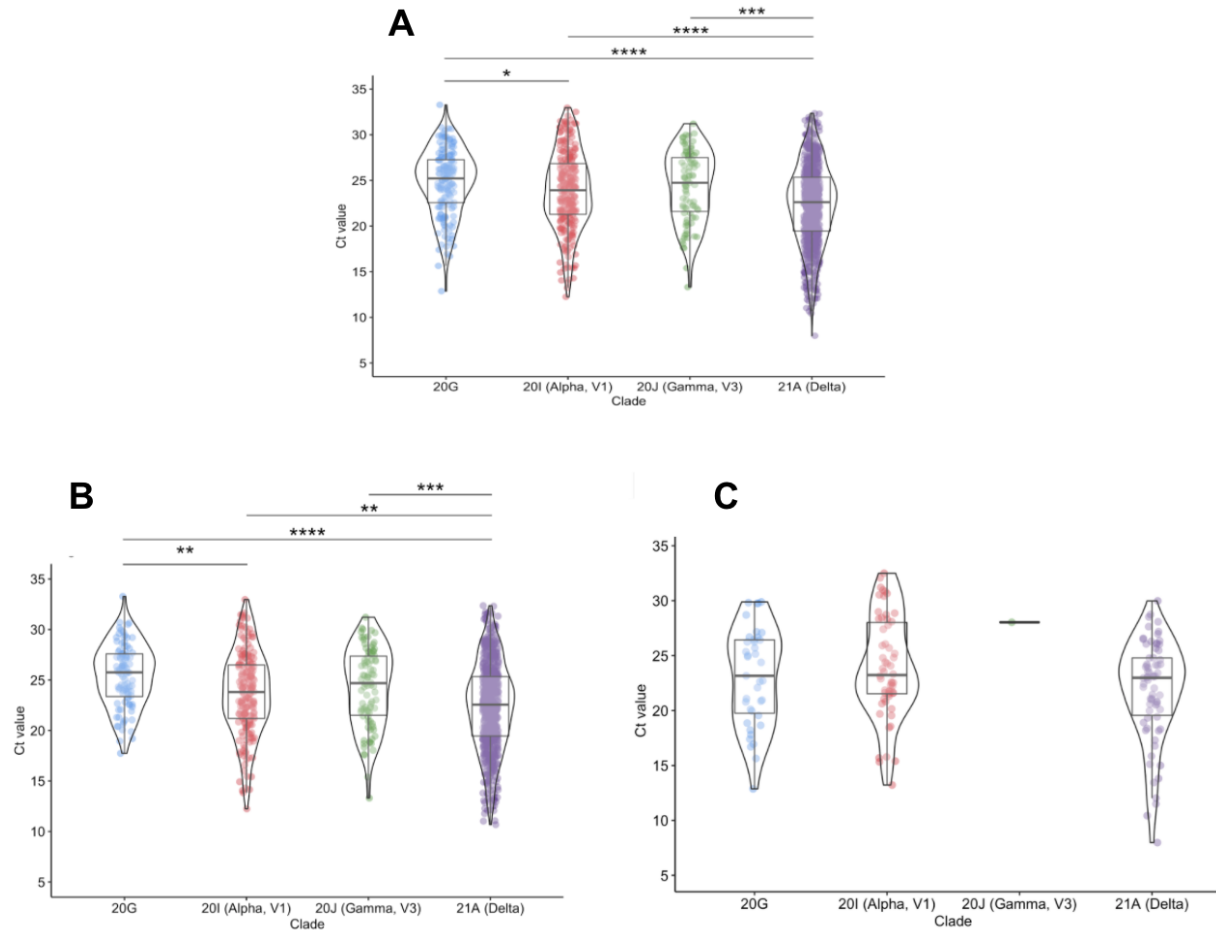 A
***
****
****
*
35
30
25
20
15
10
5
Ct value
20G 20I (Alpha, V1) 20J (Gamma, V3) 21A (Delta)
Clade
B
***
**
****
**
35
30
25
20
15
10
5
Ct value
20G 20I (Alpha, V1) 20J (Gamma, V3) 21A (Delta)
Clade
C
35
30
25
20
15
10
5
Ct value
20G 20I (Alpha, V1) 20J (Gamma, V3) 21A (Delta)
Clade